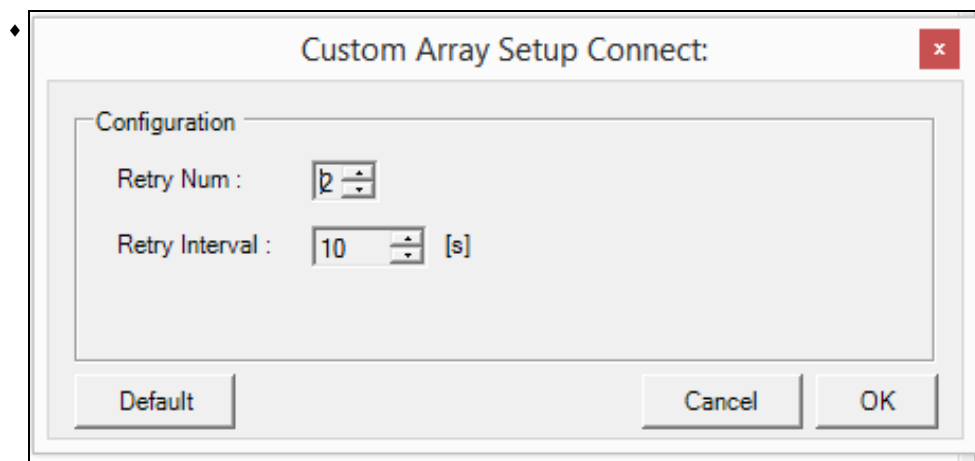 Custom Array Setup Connect:
x
Configuration
Retry Num : 2
Retry Interval : 10 [s]
Default Cancel OK